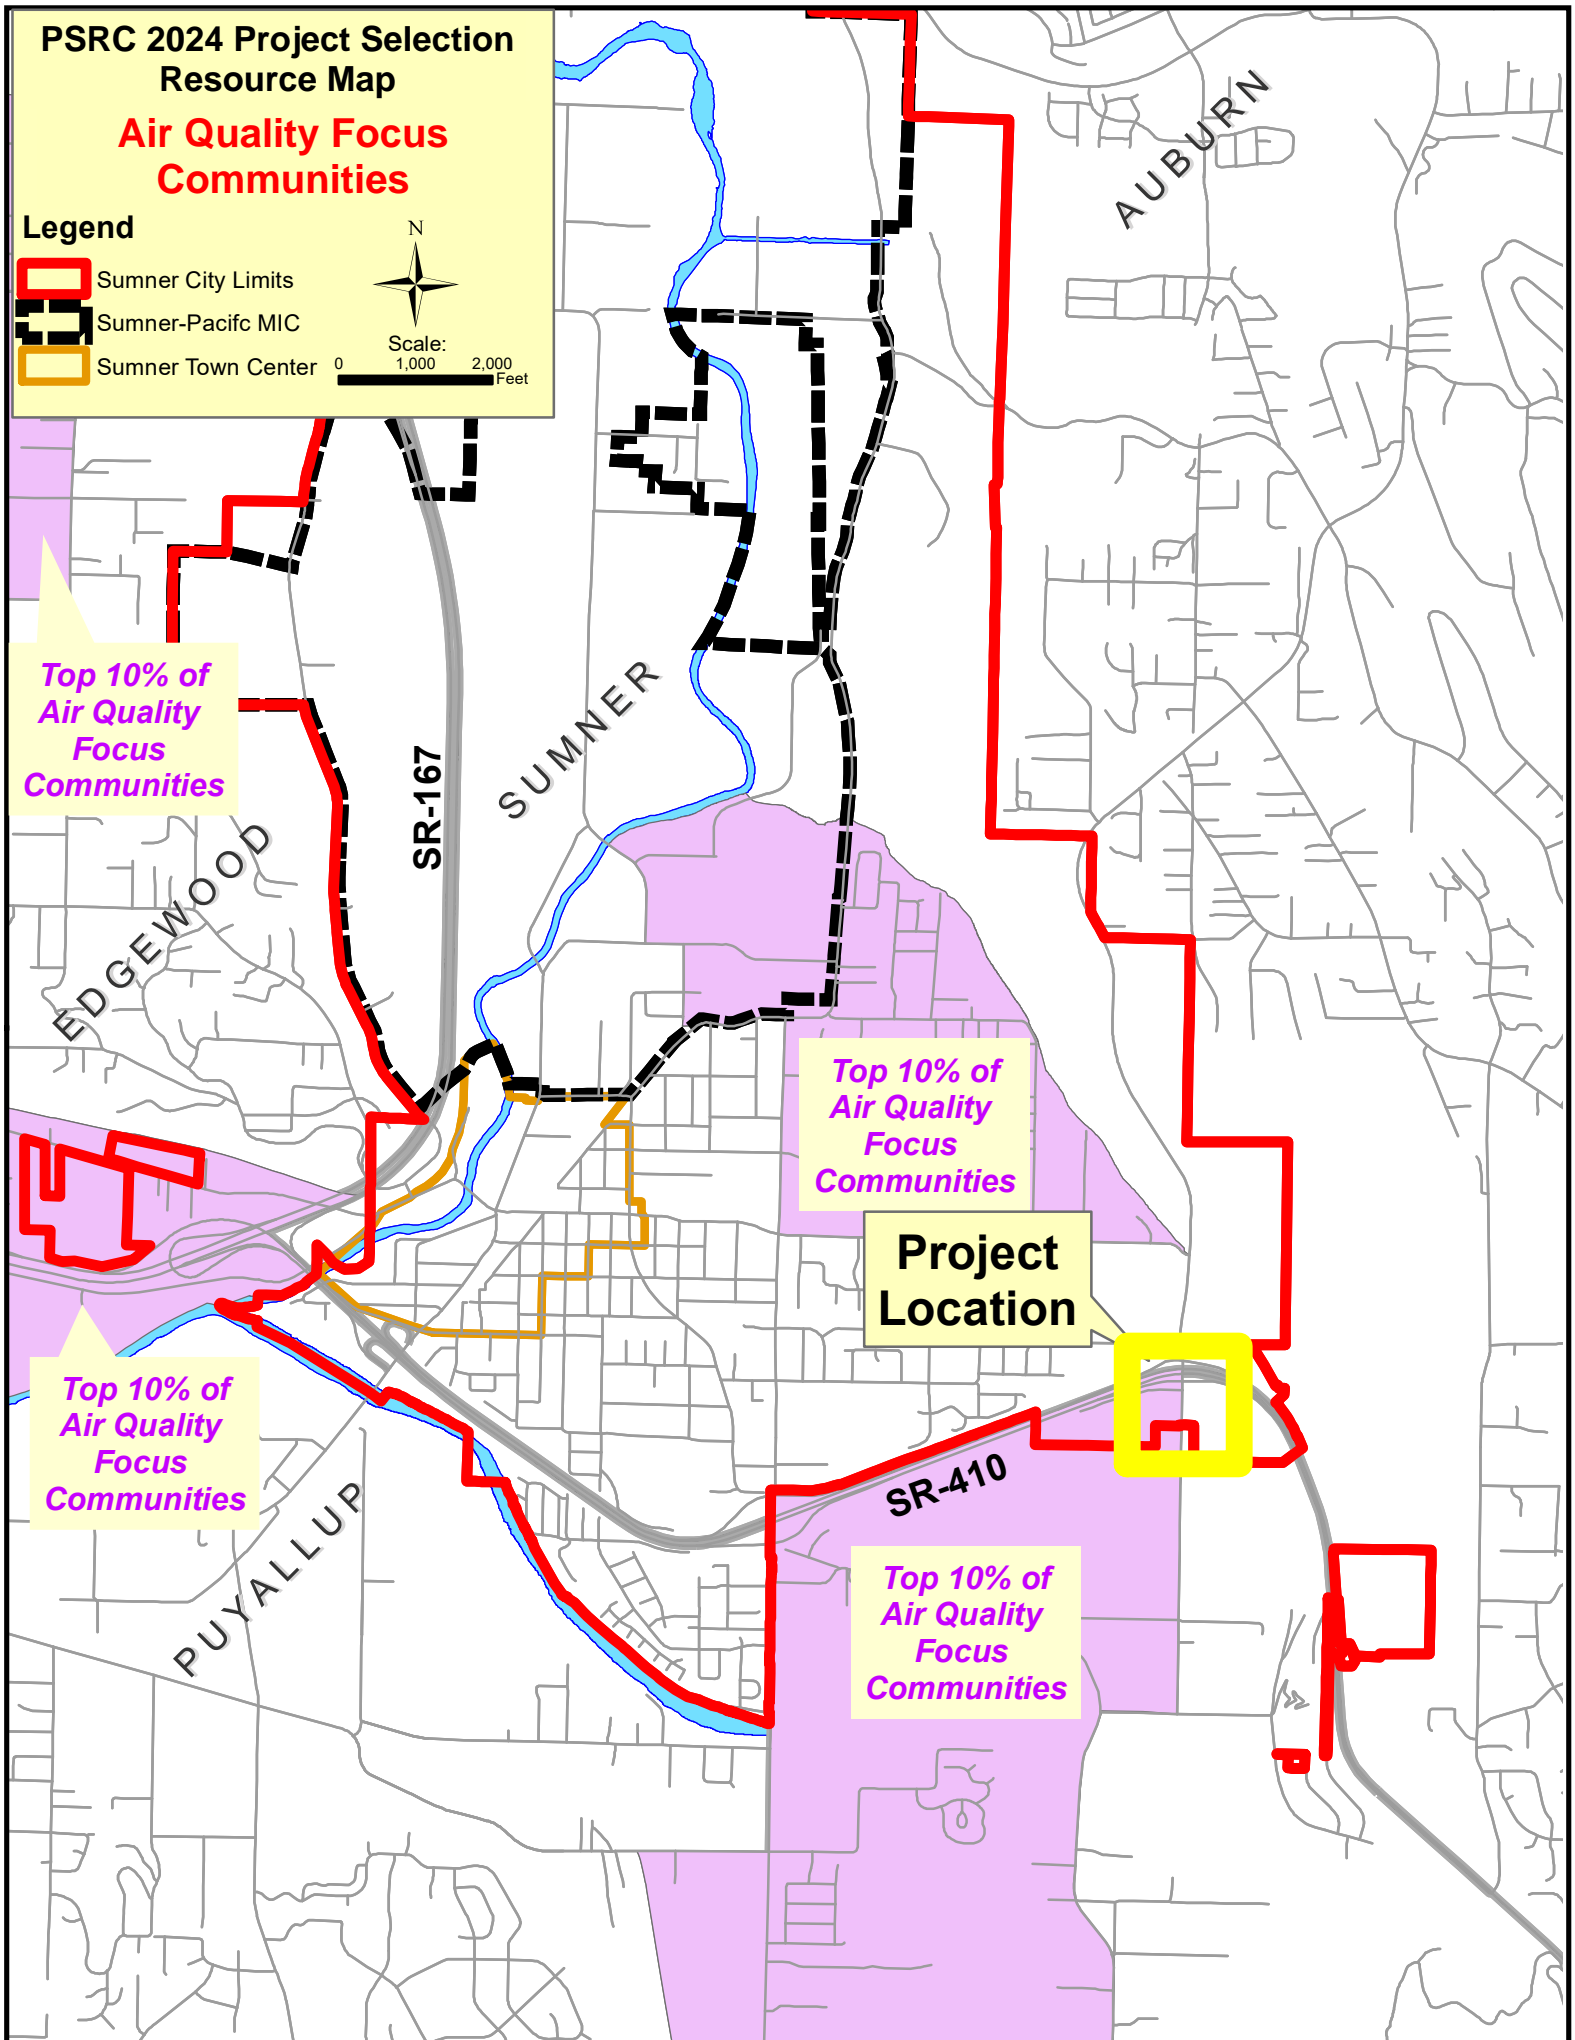 PSRC 2024 Project Selection
Resource Map
Air Quality Focus
Communities
Legend
N
Sumner City Limits
Sumner-Pacifc MIC
Sumner Town Center
Scale:
0 1,000 2,000
Feet
AUBURN
Top 10% of
Air Quality
Focus
Communities
SUMNER
SR-167
EDGEWOOD
Top 10% of
Air Quality
Focus
Communities
Project
Location
Top 10% of
Air Quality
Focus
Communities
SR-410
PUYALLUP
Top 10% of
Air Quality
Focus
Communities